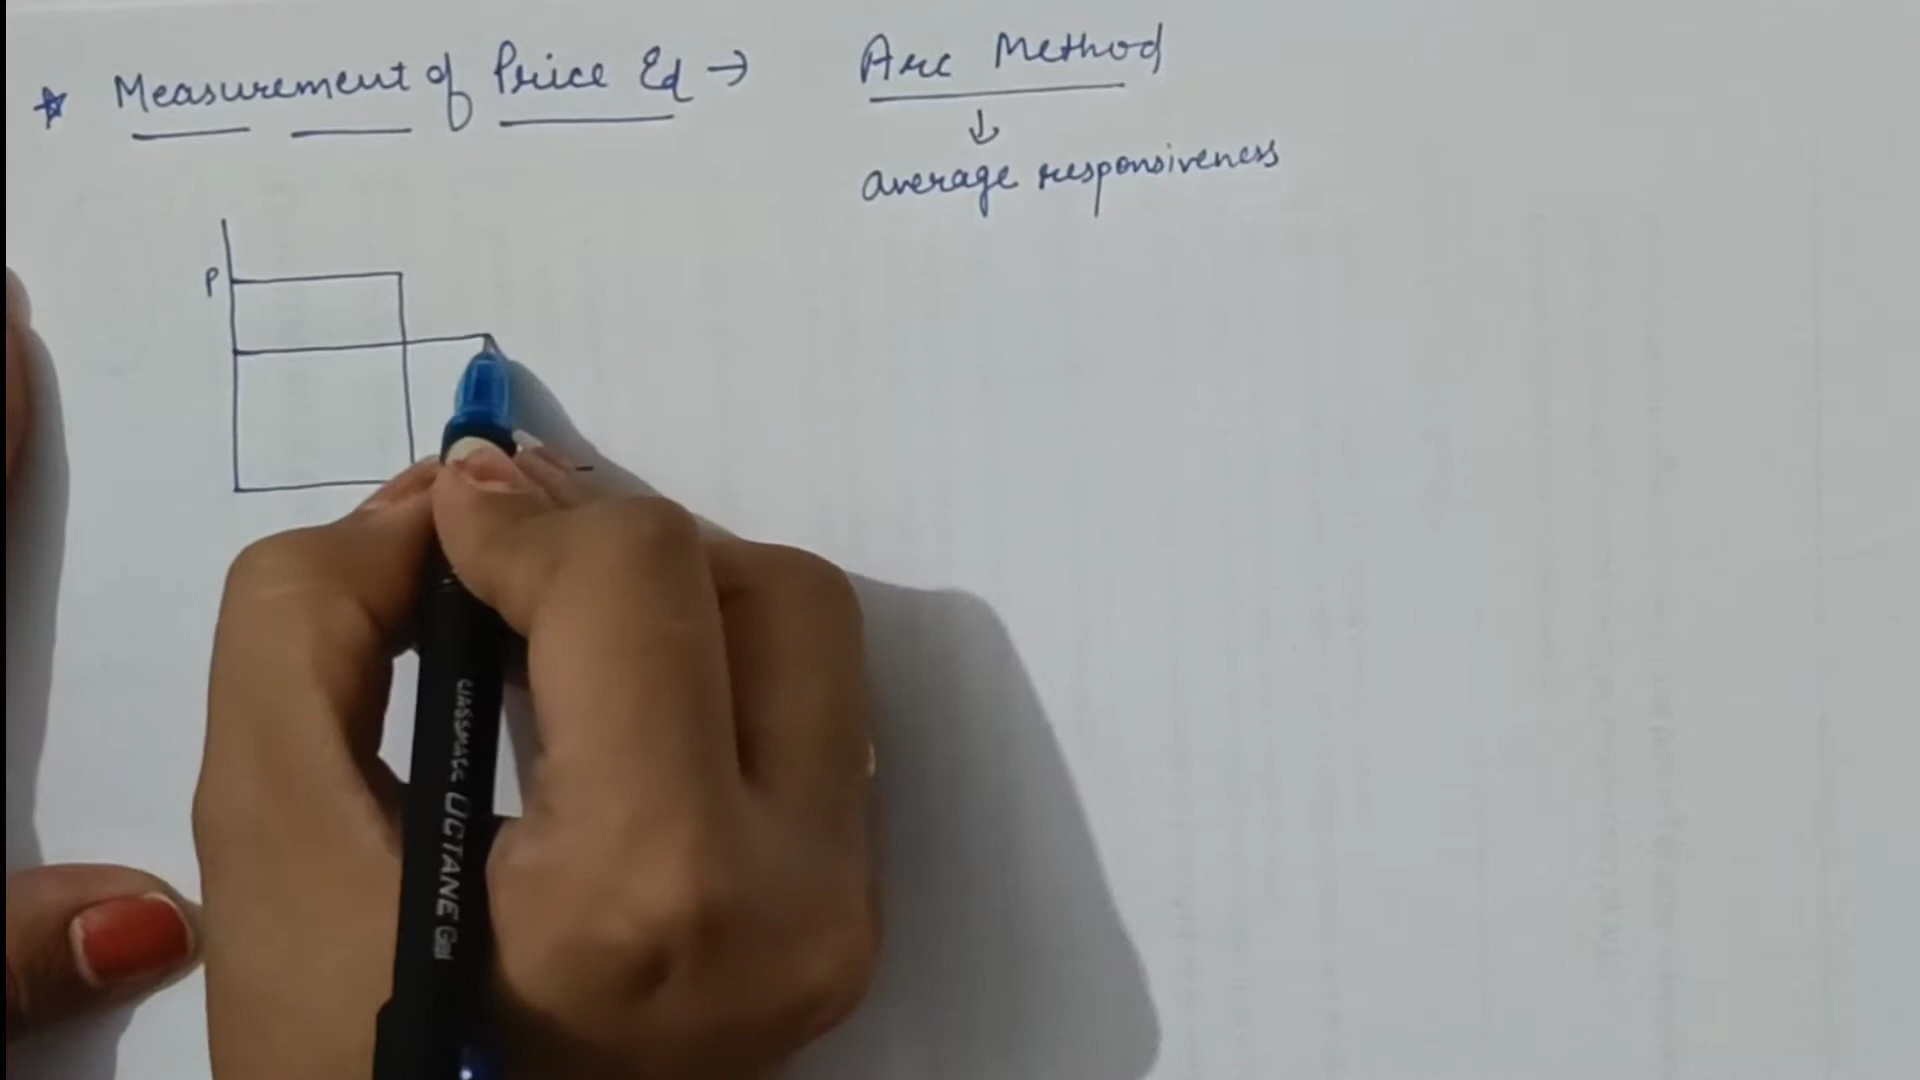 Measurement of Price Ed → Arc Method
↓
average responsiveness
P
CLASSMATE OCTANE Gel